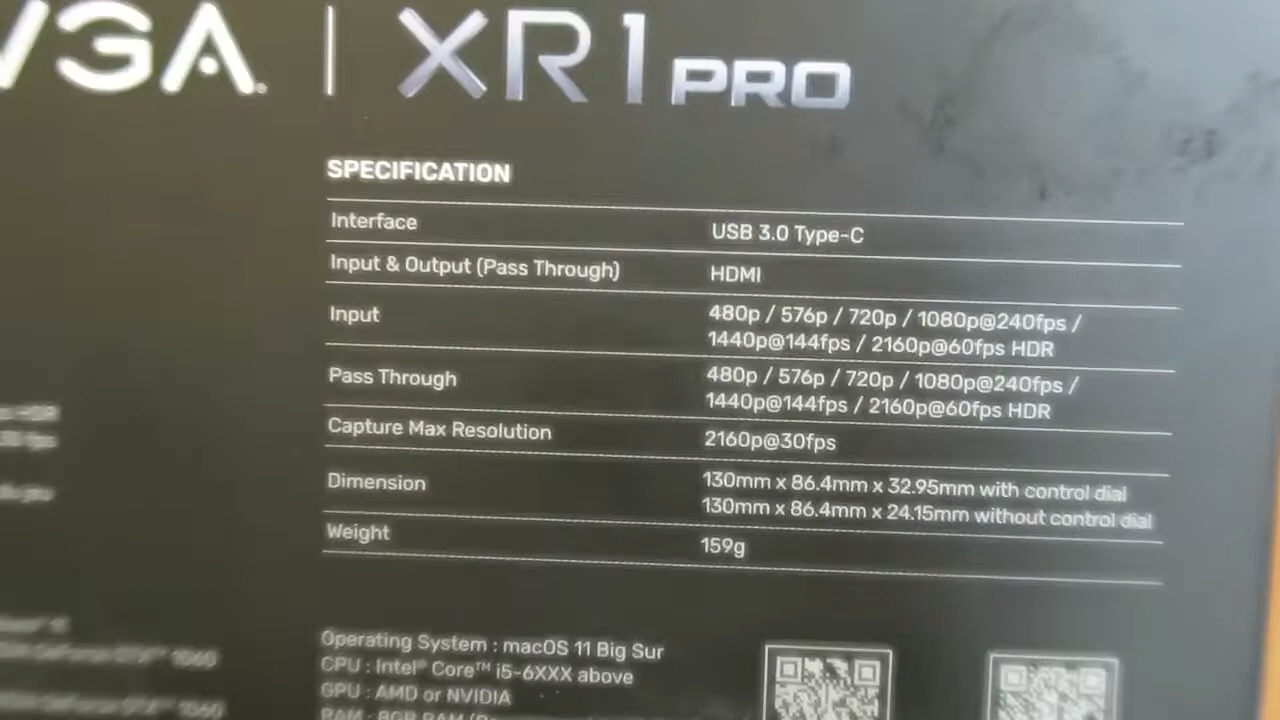 EVGA | XR1 PRO
SPECIFICATION
Interface USB 3.0 Type-C
Input & Output (Pass Through) HDMI
Input 480p / 576p / 720p / 1080p@240fps /
1440p@144fps / 2160p@60fps HDR
Pass Through 480p / 576p / 720p / 1080p@240fps /
1440p@144fps / 2160p@60fps HDR
Capture Max Resolution 2160p@30fps
Dimension 130mm x 86.4mm x 32.95mm with control dial
130mm x 86.4mm x 24.15mm without control dial
Weight 159g
Operating System : macOS 11 Big Sur
CPU : Intel® Core™ i5-6XXX above
GPU : AMD or NVIDIA
RAM : 8GB RAM